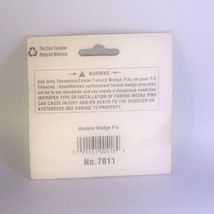 This Card Contains
Recycled Materials
⚠ WARNING
Use Only Thompson/Center Forend Wedge Pins on your T/C
Firearms. Unauthorized replacement forend wedge pins may
not be to our standards and can create a dangerous condition.
IMPROPER TYPE OR INSTALLATION OF FOREND WEDGE PINS
CAN CAUSE INJURY AND/OR DEATH TO THE SHOOTER OR
BYSTANDERS AND DAMAGE TO PROPERTY.
Hawken Wedge Pin
No. 7011